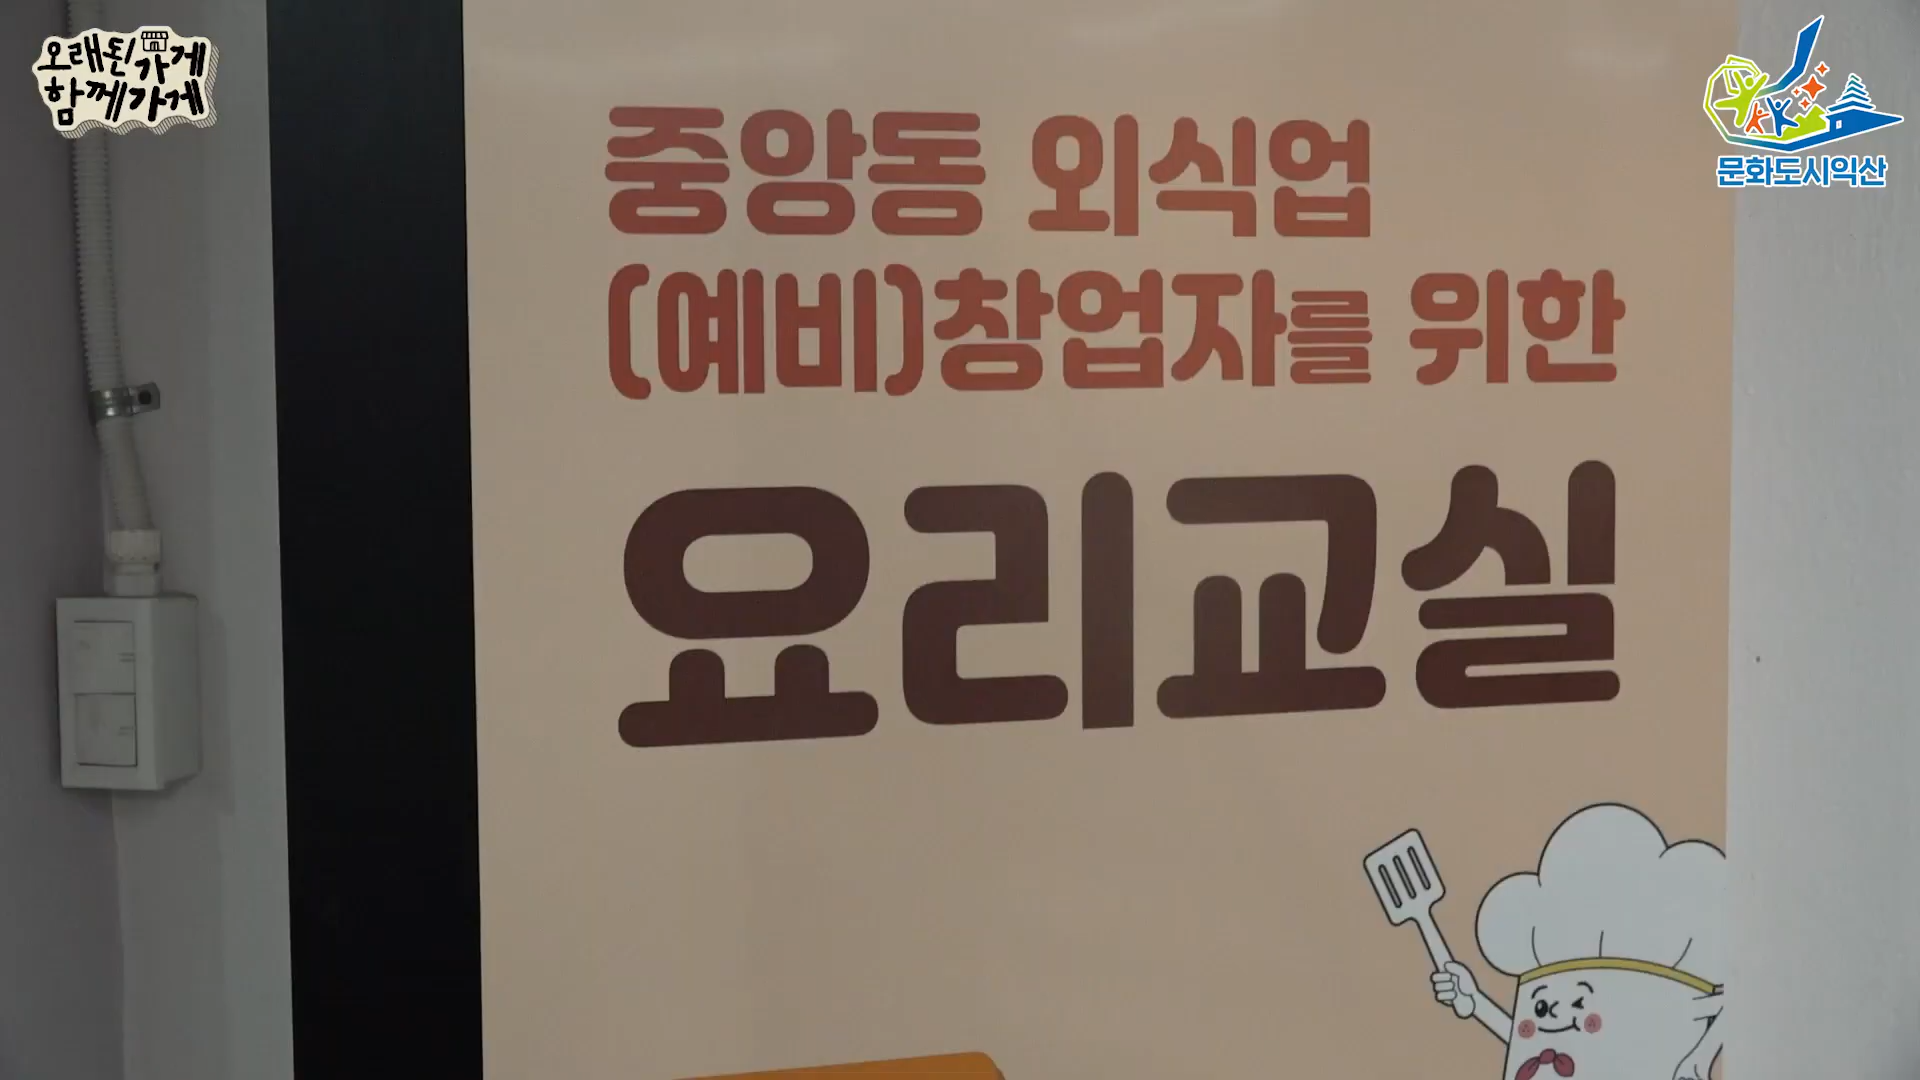 오래된 가게
함께가게
문화도시익산
중앙동 외식업
(예비)창업자를 위한
요리교실